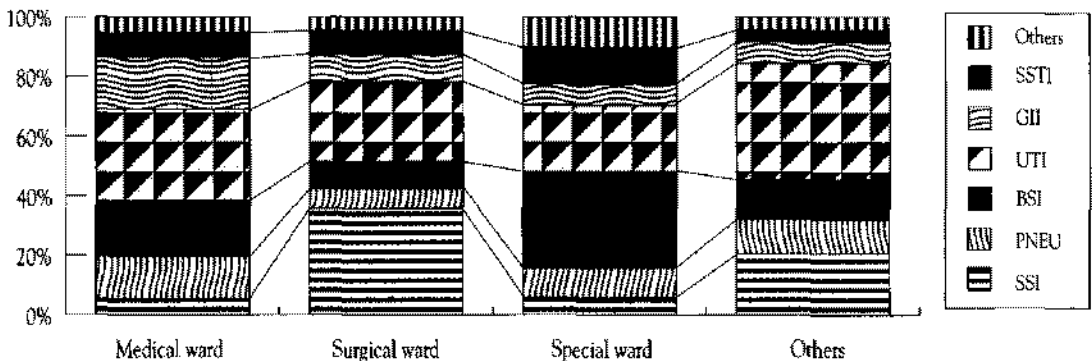 100%
80%
60%
40%
20%
0%
Medical ward
Surgical ward
Special ward
Others
Others
SSTI
GII
UTI
BSI
PNEU
SSI